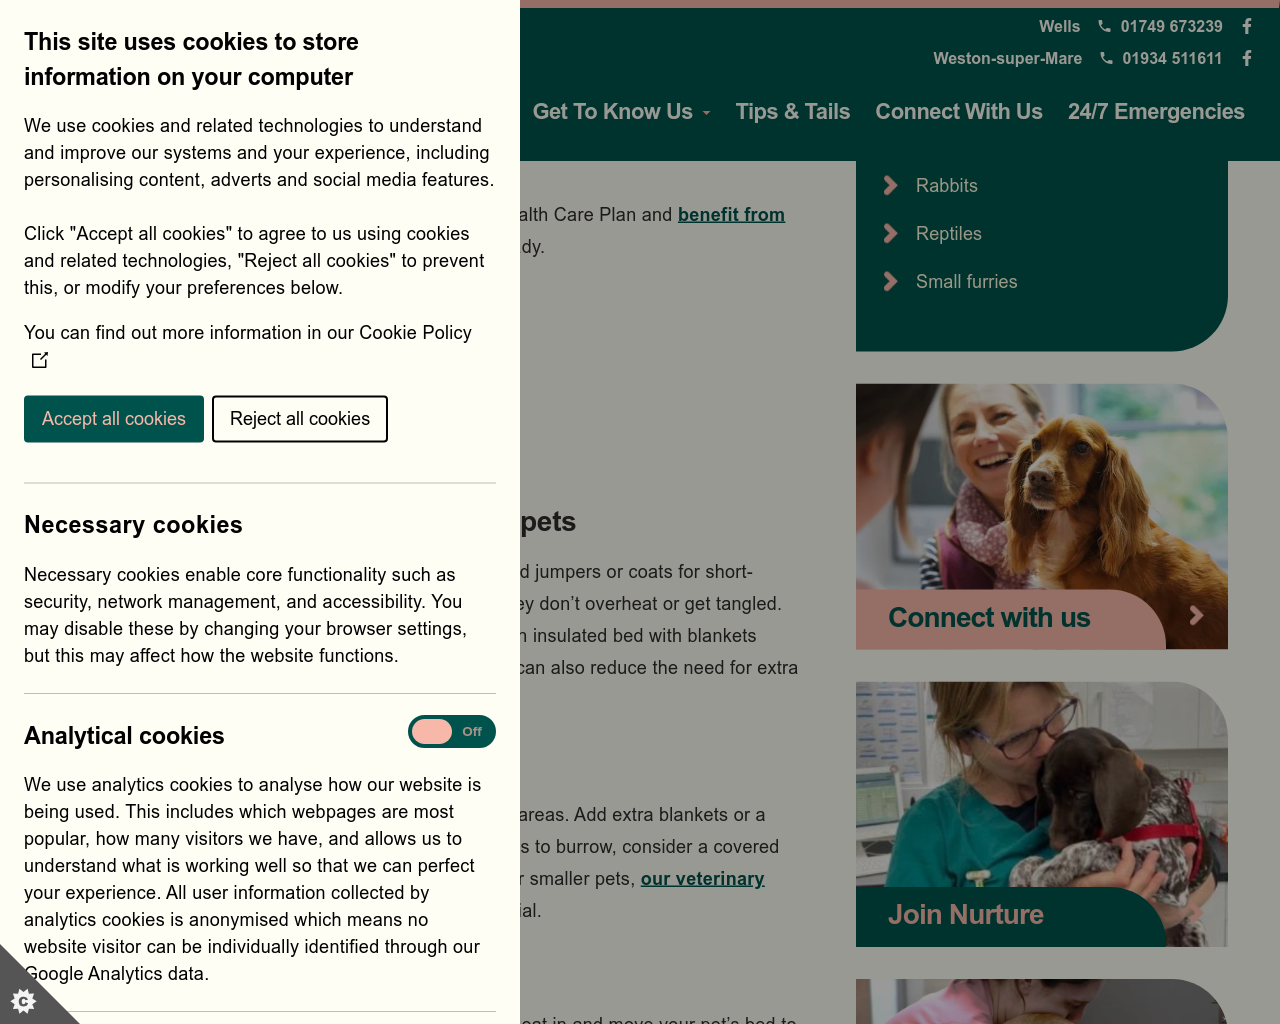 This site uses cookies to store
information on your computer
We use cookies and related technologies to understand
and improve our systems and your experience, including
personalising content, adverts and social media features.
Click "Accept all cookies" to agree to us using cookies
and related technologies, "Reject all cookies" to prevent
this, or modify your preferences below.
You can find out more information in our Cookie Policy
Accept all cookies
Reject all cookies
Necessary cookies
Necessary cookies enable core functionality such as
security, network management, and accessibility. You
may disable these by changing your browser settings,
but this may affect how the website functions.
Analytical cookies
Off
We use analytics cookies to analyse how our website is
being used. This includes which webpages are most
popular, how many visitors we have, and allows us to
understand what is working well so that we can perfect
your experience. All user information collected by
analytics cookies is anonymised which means no
website visitor can be individually identified through our
Google Analytics data.
Wells 01749 673239
Weston-super-Mare 01934 511611
Get To Know Us
Tips & Tails
Connect With Us
24/7 Emergencies
alth Care Plan and benefit from
dy.
pets
d jumpers or coats for short-
ey don’t overheat or get tangled.
n insulated bed with blankets
can also reduce the need for extra
areas. Add extra blankets or a
s to burrow, consider a covered
r smaller pets, our veterinary
ial.
eat in and move your pet's bed to
Rabbits
Reptiles
Small furries
Connect with us
Join Nurture